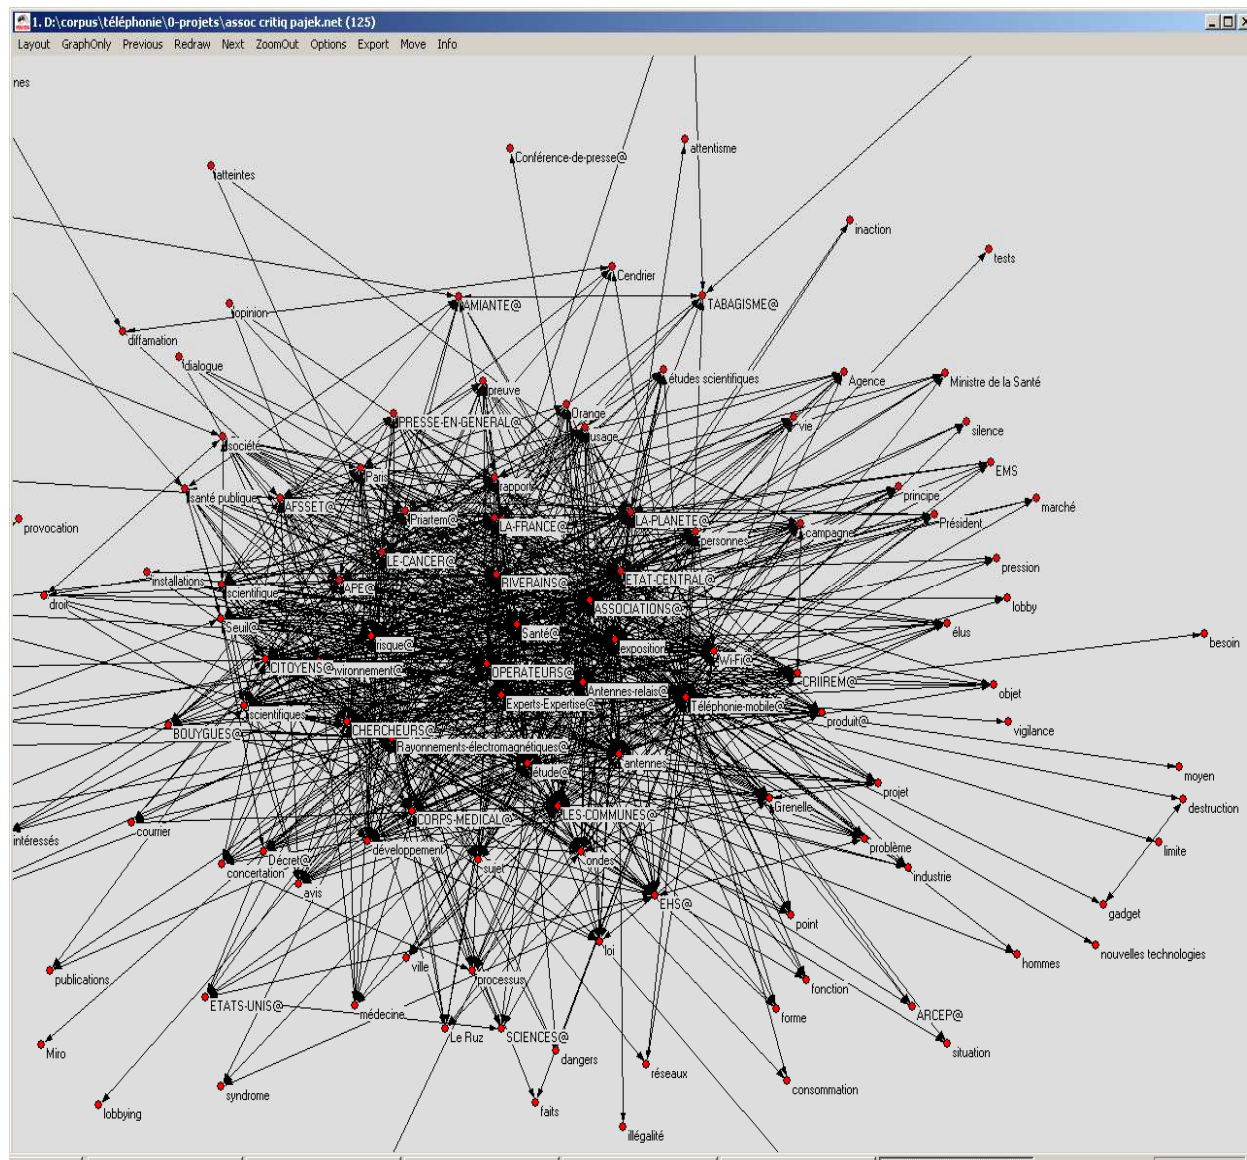 1. D:\corpus\téléphonie\0-projets\assoc critiq pajek.net (125)
Layout GraphOnly Previous Redraw Next ZoomOut Options Export Move Info
nes
attentisme
Conférence-de-presse@
atteintes
inaction
tests
Cendrier
AMIANTE@
TABAGISME@
opinion
diffamation
dialogue
études scientifiques
Agence
Ministre de la Santé
preuve
Orange
PRESSE-EN-GENERAL@
vie
usage
silence
société
EMS
Paris
rapport
principe
santé publique
AFSSET@
marché
Priartem@
LA-FRANCE@
LA-PLANETE@
Président
provocation
campagne
personnes
LE-CANCER@
pression
installations
APE@
RIVERAINS@
ETAT-CENTRAL@
scientifique
droit
ASSOCIATIONS@
lobby
Seuil@
Santé@
élus
risque@
exposition
besoin
CITOYENS@
vironnement@
OPERATEURS@
Wi-Fi@
CRIIREM@
Antennes-relais@
objet
Experts-Expertise@
Téléphonie-mobile@
scientifiques
produit@
BOUYGUES@
CHERCHEURS@
vigilance
Rayonnements-électromagnétiques@
antennes
étude@
moyen
projet
Grenelle
destruction
intéressés
courrier
CORPS-MEDICAL@
LES-COMMUNES@
développement
problème
limite
Décret@
concertation
sujet
ondes
industrie
avis
EHS@
gadget
point
loi
nouvelles technologies
ville
hommes
publications
processus
fonction
ETATS-UNIS@
médecine
forme
ARCEP@
Le Ruz
SCIENCES@
Miro
dangers
situation
réseaux
syndrome
consommation
lobbying
faits
illégalité